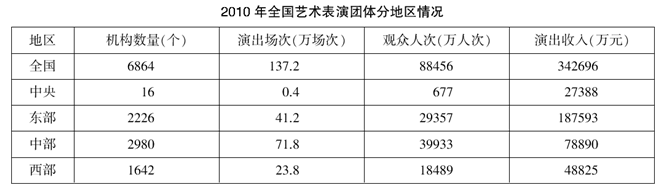 2010 年全国艺术表演团体分地区情况
地区 机构数量(个) 演出场次(万场次) 观众人次(万人次) 演出收入(万元)
全国 6864 137.2 88456 342696
中央 16 0.4 677 27388
东部 2226 41.2 29357 187593
中部 2980 71.8 39933 78890
西部 1642 23.8 18489 48825